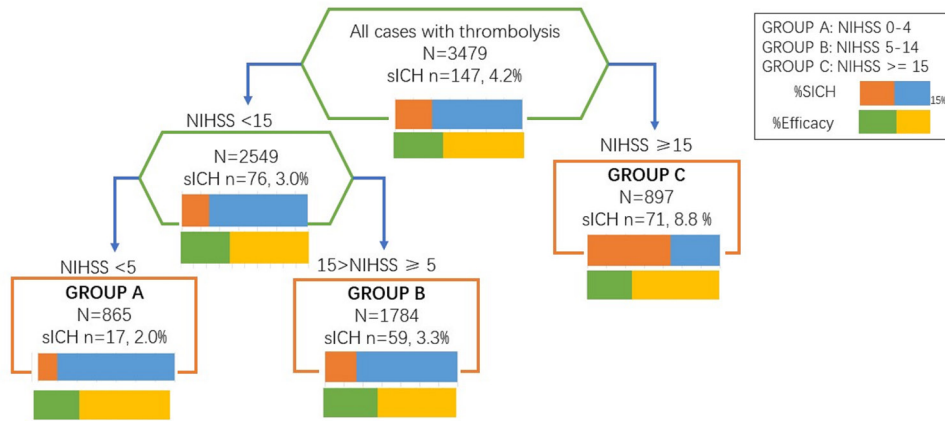 All cases with thrombolysis
N=3479
sICH n=147, 4.2%
GROUP A: NIHSS 0-4
GROUP B: NIHSS 5-14
GROUP C: NIHSS >= 15
%SICH
15%
%Efficacy
NIHSS <15
N=2549
sICH n=76, 3.0%
NIHSS ≥15
GROUP C
N=897
sICH n=71, 8.8 %
NIHSS <5
GROUP A
N=865
sICH n=17, 2.0%
15>NIHSS ≥ 5
GROUP B
N=1784
sICH n=59, 3.3%